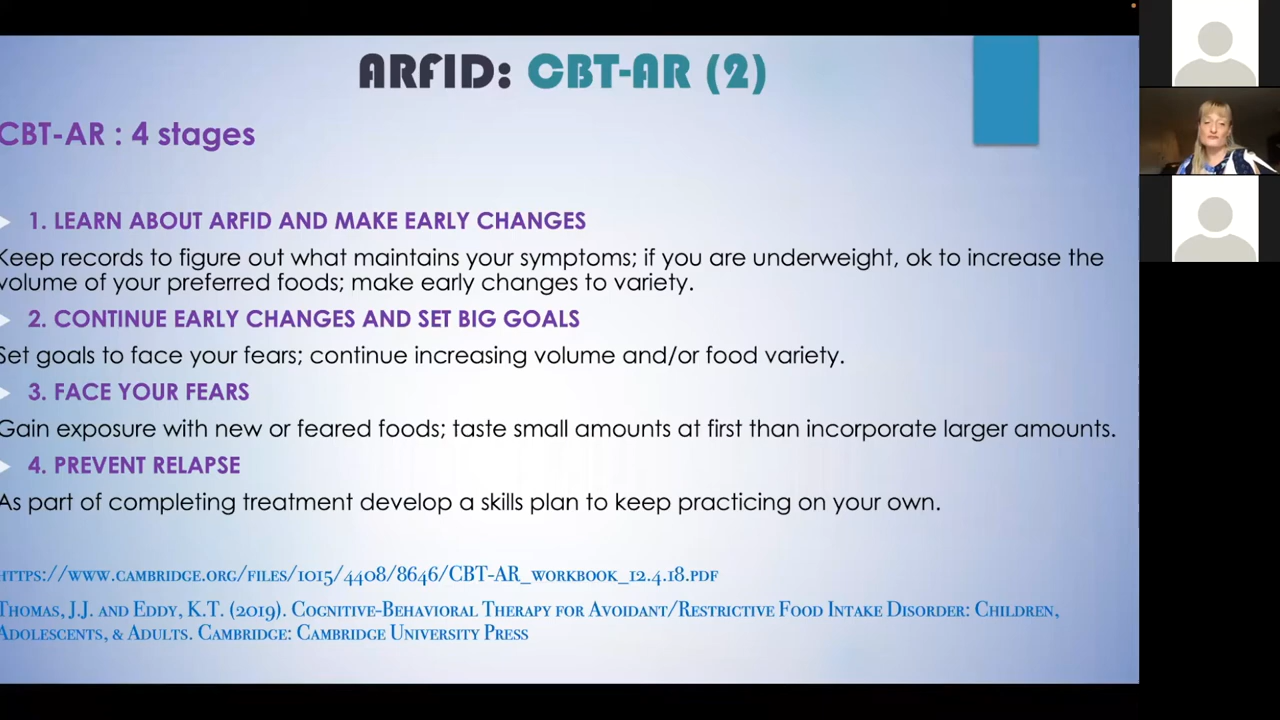 ARFID: CBT-AR (2)
CBT-AR : 4 stages
1. LEARN ABOUT ARFID AND MAKE EARLY CHANGES
Keep records to figure out what maintains your symptoms; if you are underweight, ok to increase the
volume of your preferred foods; make early changes to variety.
2. CONTINUE EARLY CHANGES AND SET BIG GOALS
Set goals to face your fears; continue increasing volume and/or food variety.
3. FACE YOUR FEARS
Gain exposure with new or feared foods; taste small amounts at first than incorporate larger amounts.
4. PREVENT RELAPSE
As part of completing treatment develop a skills plan to keep practicing on your own.
HTTPS://WWW.CAMBRIDGE.ORG/FILES/1015/4408/8646/CBT-AR_WORKBOOK_12.4.18.PDF
THOMAS, J.J. AND EDDY, K.T. (2019). COGNITIVE-BEHAVIORAL THERAPY FOR AVOIDANT/RESTRICTIVE FOOD INTAKE DISORDER: CHILDREN,
ADOLESCENTS, & ADULTS. CAMBRIDGE: CAMBRIDGE UNIVERSITY PRESS